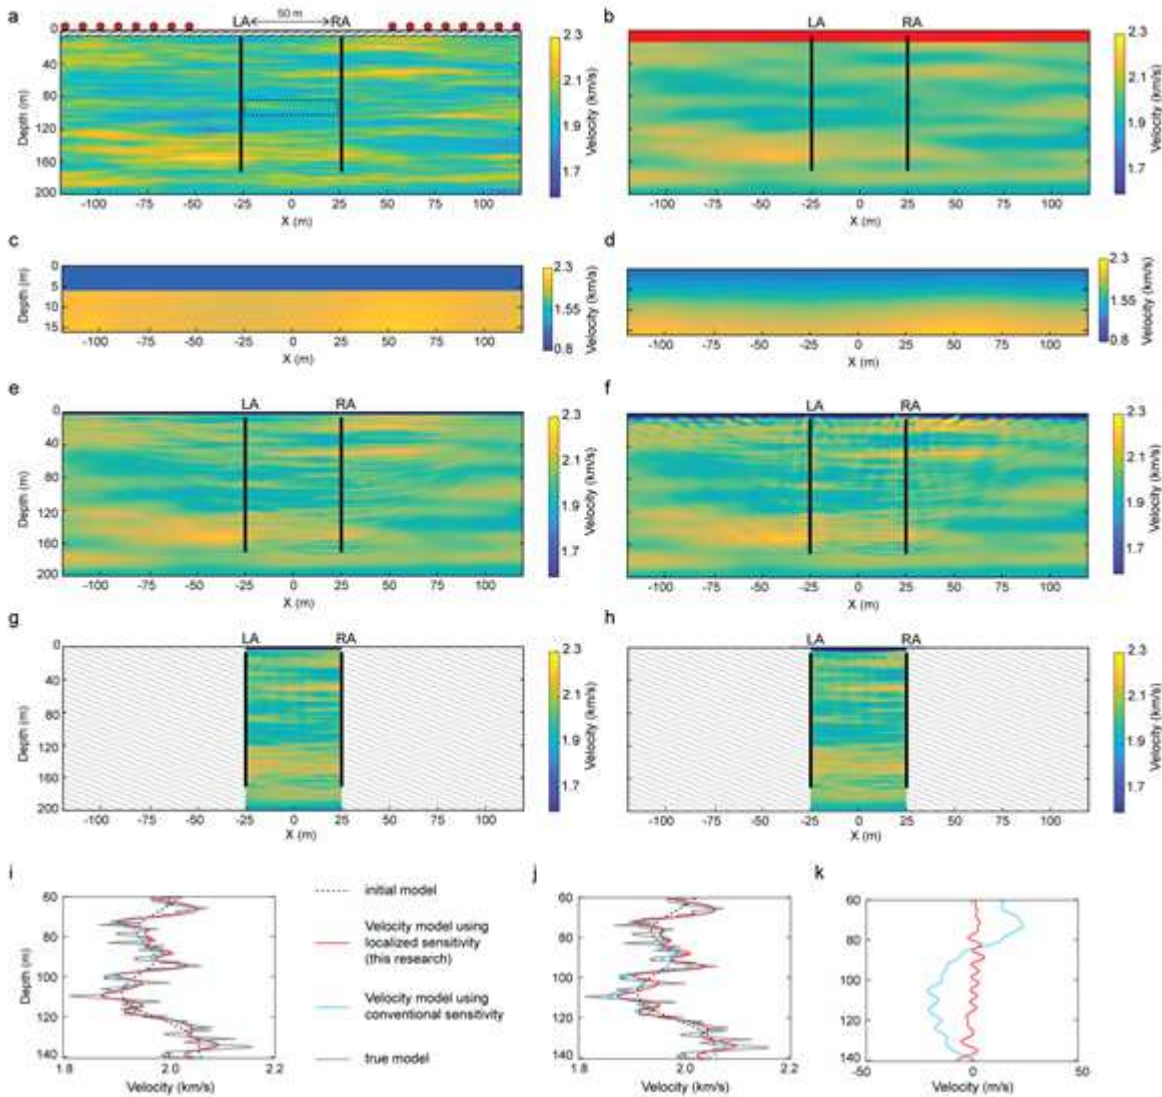 a
LA
50 m
RA
0
40
80
120
160
200
Depth (m)
-100
-75
-50
-25
0
25
50
75
100
X (m)
2.3
2.1
1.9
1.7
Velocity (km/s)
b
LA
RA
-100
-75
-50
-25
0
25
50
75
100
X (m)
2.3
2.1
1.9
1.7
Velocity (km/s)
c
0
5
10
15
Depth (m)
-100
-75
-50
-25
0
25
50
75
100
X (m)
2.3
1.55
0.8
Velocity (km/s)
d
-100
-75
-50
-25
0
25
50
75
100
X (m)
2.3
1.55
0.8
Velocity (km/s)
e
LA
RA
0
40
80
120
160
200
Depth (m)
-100
-75
-50
-25
0
25
50
75
100
X (m)
2.3
2.1
1.9
1.7
Velocity (km/s)
f
LA
RA
-100
-75
-50
-25
0
25
50
75
100
X (m)
2.3
2.1
1.9
1.7
Velocity (km/s)
g
LA
RA
0
40
80
120
160
200
Depth (m)
-100
-75
-50
-25
0
25
50
75
100
X (m)
2.3
2.1
1.9
1.7
Velocity (km/s)
h
LA
RA
-100
-75
-50
-25
0
25
50
75
100
X (m)
2.3
2.1
1.9
1.7
Velocity (km/s)
i
60
80
100
120
140
Depth (m)
1.8
2.0
2.2
Velocity (km/s)
initial model
Velocity model using
localized sensitivity
(this research)
Velocity model using
conventional sensitivity
true model
j
60
80
100
120
140
1.8
2.0
2.2
Velocity (km/s)
k
60
80
100
120
140
-50
0
50
Velocity (m/s)